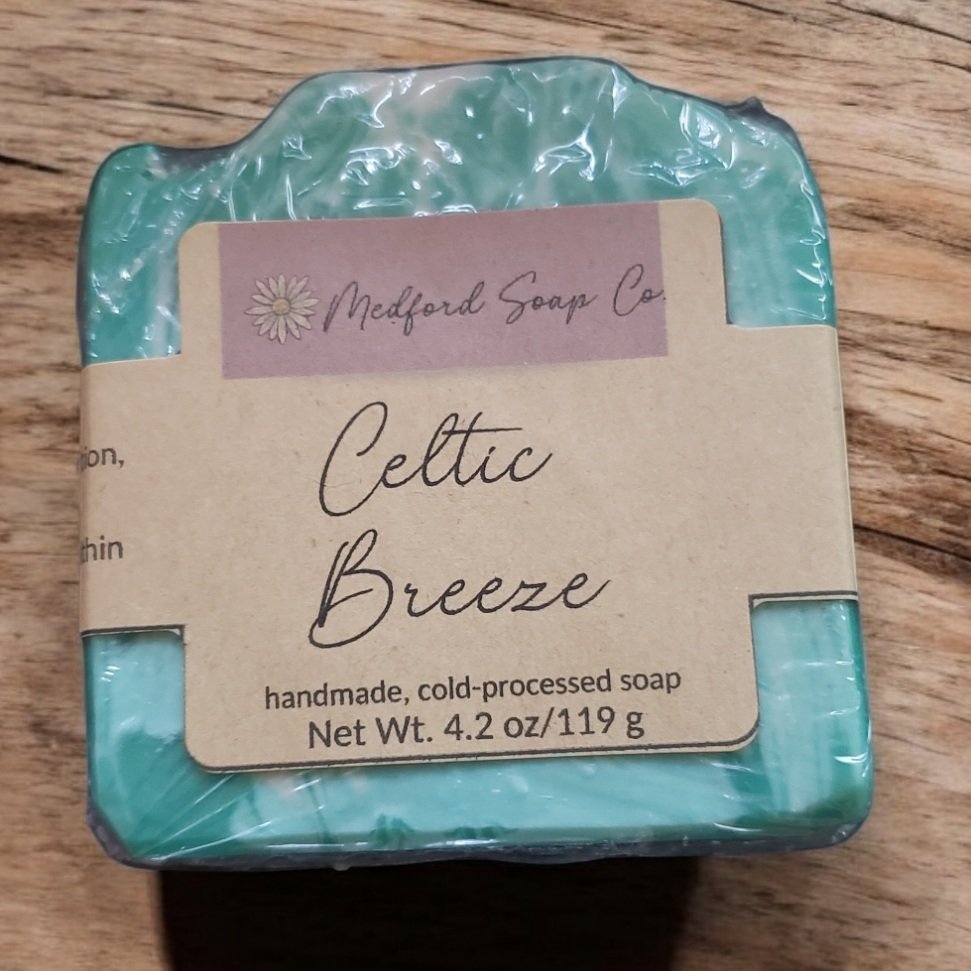 Medford Soap Co.
Celtic
Breeze
handmade, cold-processed soap
Net Wt. 4.2 oz/119 g